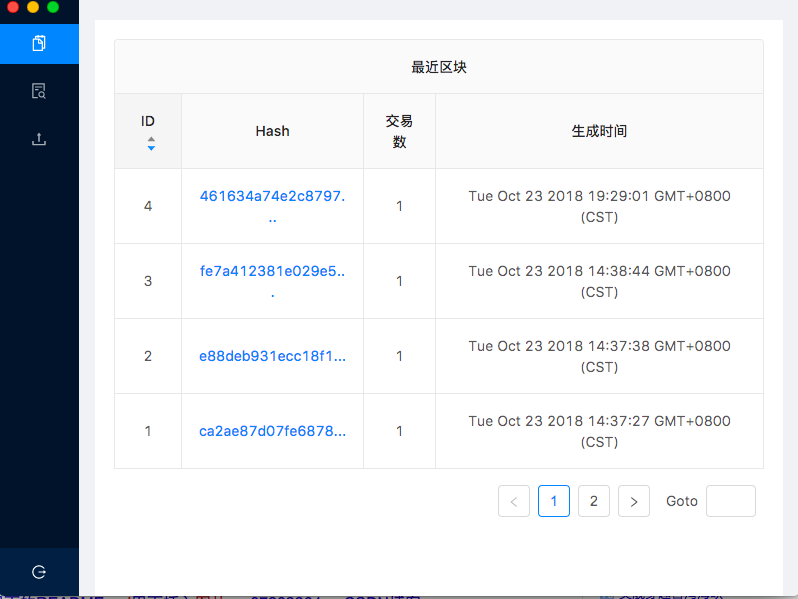 最近区块
ID
Hash
交易
数
生成时间
4
461634a74e2c8797.
..
1
Tue Oct 23 2018 19:29:01 GMT+0800
(CST)
3
fe7a412381e029e5..
.
1
Tue Oct 23 2018 14:38:44 GMT+0800
(CST)
2
e88deb931ecc18f1...
1
Tue Oct 23 2018 14:37:38 GMT+0800
(CST)
1
ca2ae87d07fe6878...
1
Tue Oct 23 2018 14:37:27 GMT+0800
(CST)
< 1 2 > Goto